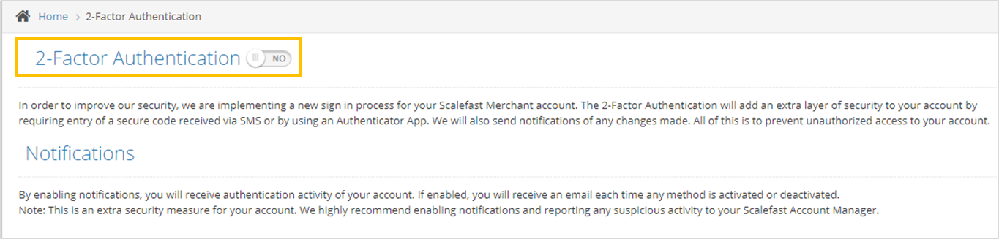 Home > 2-Factor Authentication
2-Factor Authentication NO
In order to improve our security, we are implementing a new sign in process for your Scalefast Merchant account. The 2-Factor Authentication will add an extra layer of security to your account by
requiring entry of a secure code received via SMS or by using an Authenticator App. We will also send notifications of any changes made. All of this is to prevent unauthorized access to your account.
Notifications
By enabling notifications, you will receive authentication activity of your account. If enabled, you will receive an email each time any method is activated or deactivated.
Note: This is an extra security measure for your account. We highly recommend enabling notifications and reporting any suspicious activity to your Scalefast Account Manager.